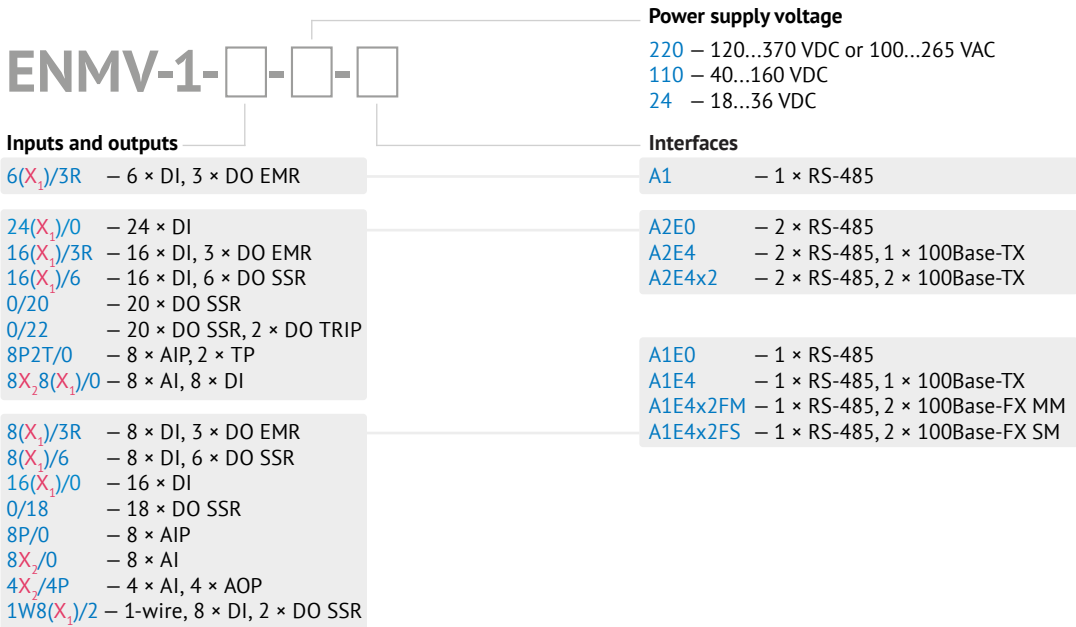 ENMV-1-□-□-□
Power supply voltage
220 – 120...370 VDC or 100...265 VAC
110 – 40...160 VDC
24 – 18...36 VDC
Inputs and outputs
6(X₁)/3R – 6 × DI, 3 × DO EMR
24(X₁)/0 – 24 × DI
16(X₁)/3R – 16 × DI, 3 × DO EMR
16(X₁)/6 – 16 × DI, 6 × DO SSR
0/20 – 20 × DO SSR
0/22 – 20 × DO SSR, 2 × DO TRIP
8P2T/0 – 8 × AIP, 2 × TP
8X₂8(X₁)/0 – 8 × AI, 8 × DI
8(X₁)/3R – 8 × DI, 3 × DO EMR
8(X₁)/6 – 8 × DI, 6 × DO SSR
16(X₁)/0 – 16 × DI
0/18 – 18 × DO SSR
8P/0 – 8 × AIP
8X₂/0 – 8 × AI
4X₂/4P – 4 × AI, 4 × AOP
1W8(X₁)/2 – 1-wire, 8 × DI, 2 × DO SSR
Interfaces
A1 – 1 × RS-485
A2E0 – 2 × RS-485
A2E4 – 2 × RS-485, 1 × 100Base-TX
A2E4x2 – 2 × RS-485, 2 × 100Base-TX
A1E0 – 1 × RS-485
A1E4 – 1 × RS-485, 1 × 100Base-TX
A1E4x2FM – 1 × RS-485, 2 × 100Base-FX MM
A1E4x2FS – 1 × RS-485, 2 × 100Base-FX SM